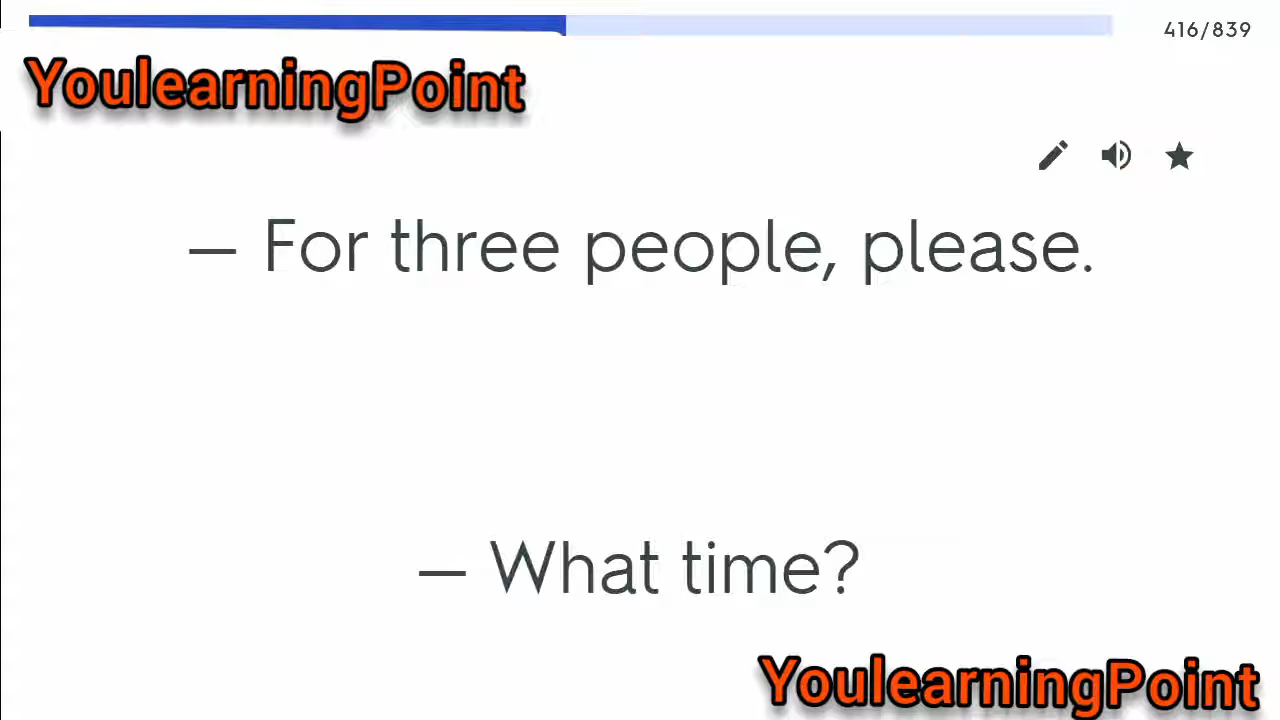 416/839
YoulearningPoint
— For three people, please.
— What time?
YoulearningPoint